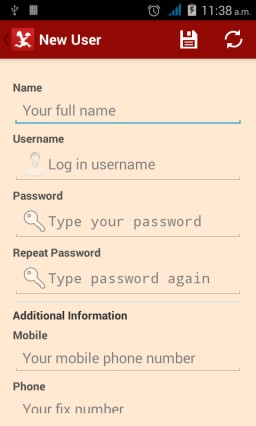 11:38 a.m.
New User
Name
Your full name
Username
Log in username
Password
Type your password
Repeat Password
Type password again
Additional Information
Mobile
Your mobile phone number
Phone
Your fix number